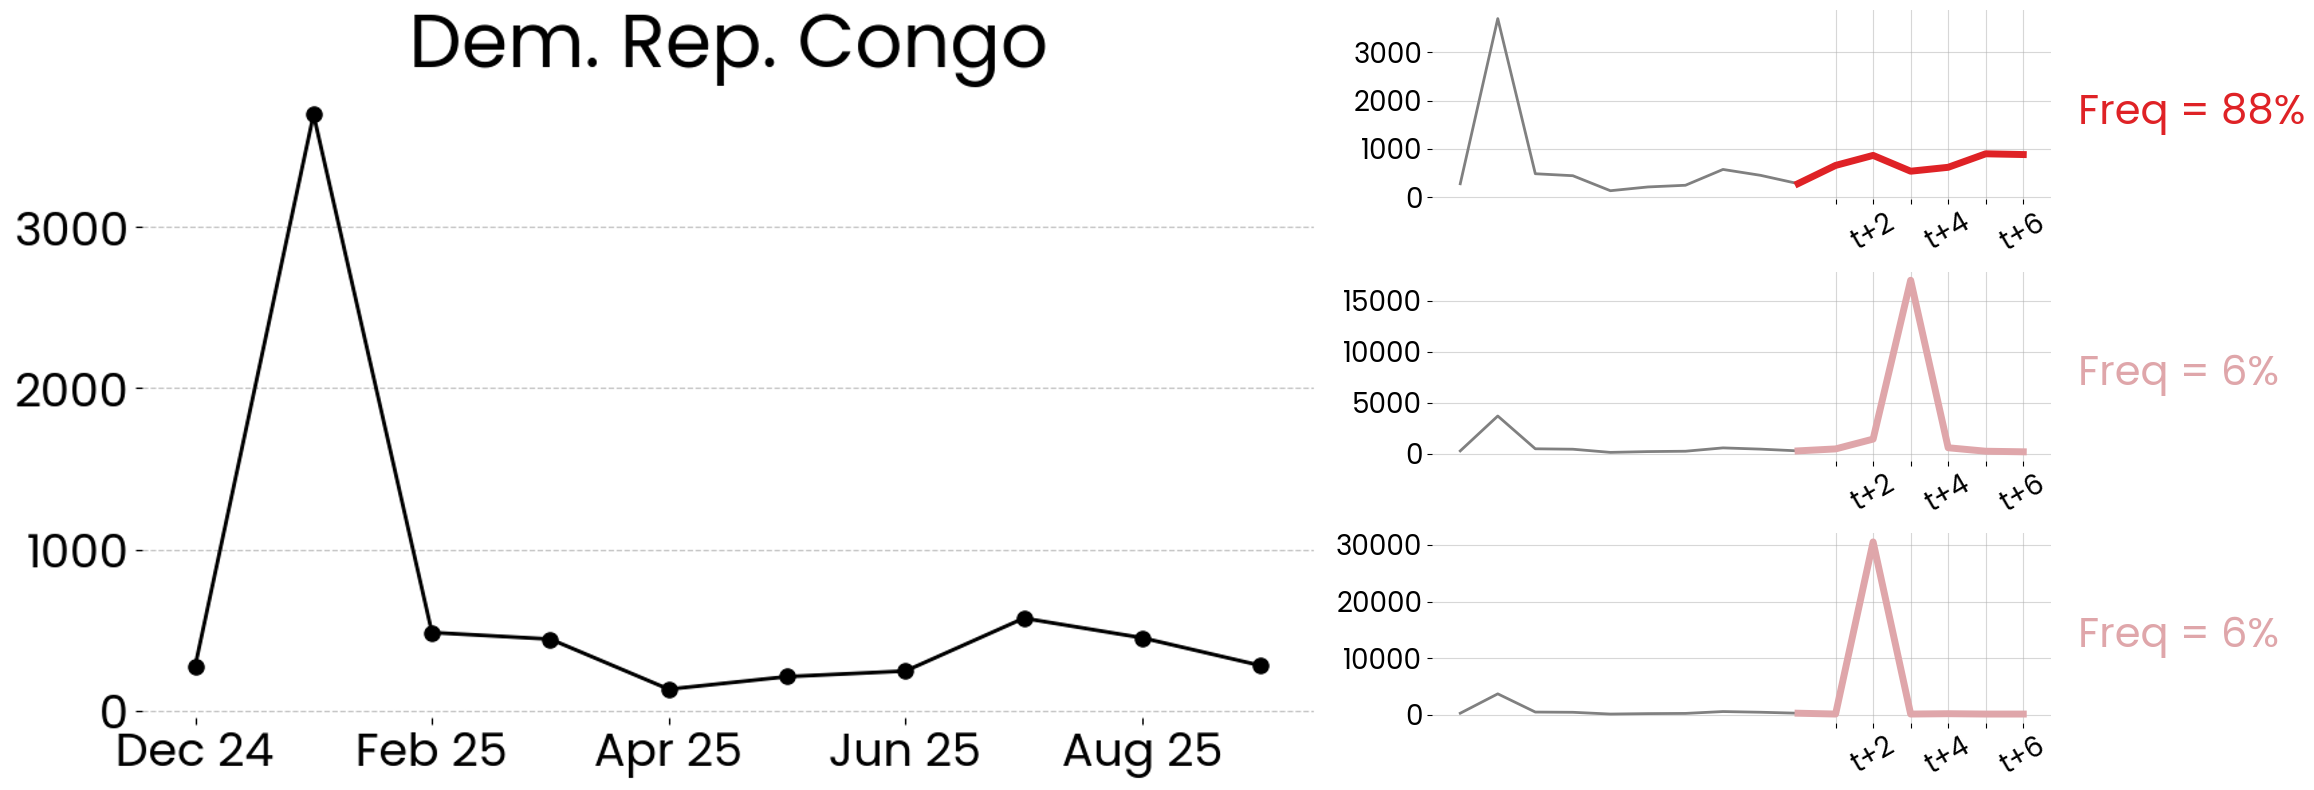 Dem. Rep. Congo
3000
2000
1000
0
Dec 24 Feb 25 Apr 25 Jun 25 Aug 25
3000
2000
1000
0
t+2 t+4 t+6
Freq = 88%
15000
10000
5000
0
t+2 t+4 t+6
Freq = 6%
30000
20000
10000
0
t+2 t+4 t+6
Freq = 6%